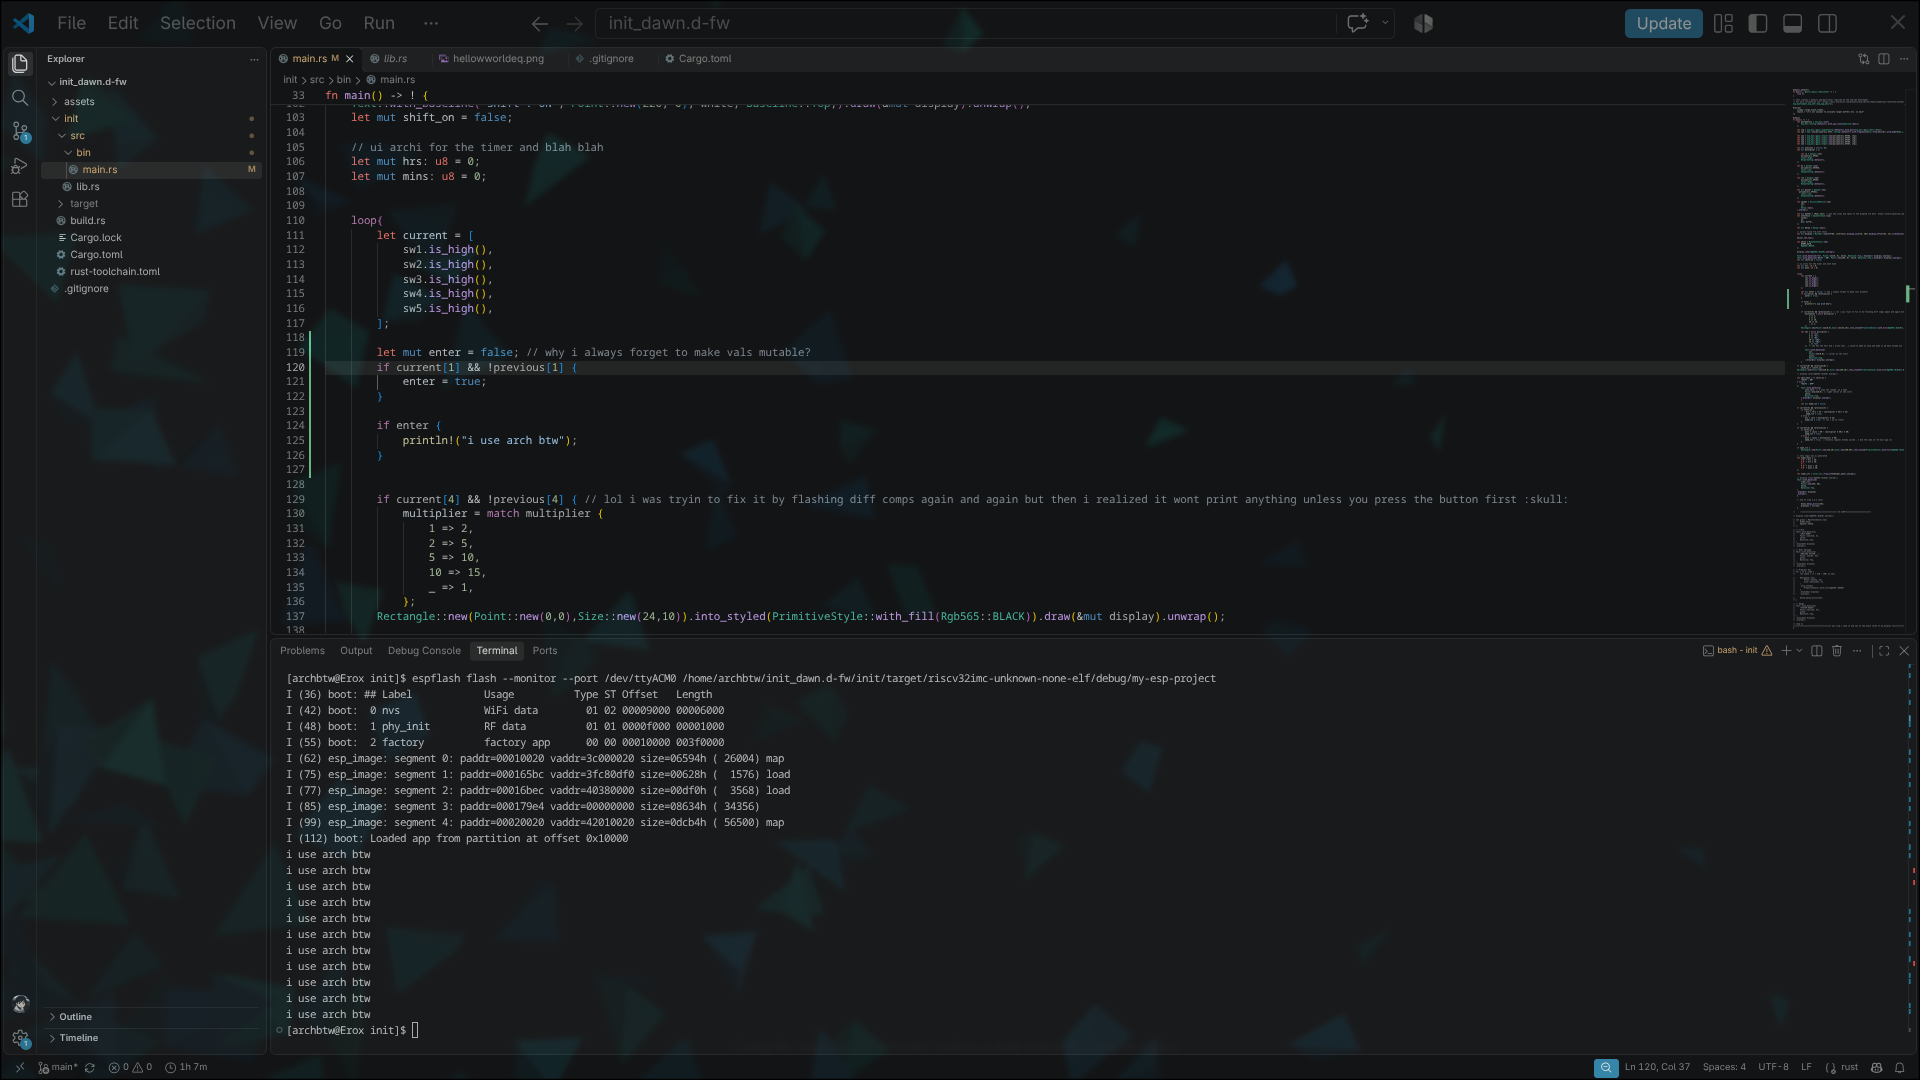 File Edit Selection View Go Run ··· init_dawn.d-fw Update
Explorer ···
init_dawn.d-fw
assets
init
src
bin
main.rs M
lib.rs
target
build.rs
Cargo.lock
Cargo.toml
rust-toolchain.toml
.gitignore
Outline
Timeline
main.rs M lib.rs hellowworldeq.png .gitignore Cargo.toml
init > src > bin > main.rs
33 fn main() -> ! {
103 let mut shift_on = false;
104
105 // ui archi for the timer and blah blah
106 let mut hrs: u8 = 0;
107 let mut mins: u8 = 0;
108
109
110 loop{
111 let current = [
112 sw1.is_high(),
113 sw2.is_high(),
114 sw3.is_high(),
115 sw4.is_high(),
116 sw5.is_high(),
117 ];
118
119 let mut enter = false; // why i always forget to make vals mutable?
120 if current[1] && !previous[1] {
121 enter = true;
122 }
123
124 if enter {
125 println!("i use arch btw");
126 }
127
128
129 if current[4] && !previous[4] { // lol i was tryin to fix it by flashing diff comps again and again but then i realized it wont print anything unless you press the button first :skull:
130 multiplier = match multiplier {
131 1 => 2,
132 2 => 5,
133 5 => 10,
134 10 => 15,
135 _ => 1,
136 };
137 Rectangle::new(Point::new(0,0),Size::new(24,10)).into_styled(PrimitiveStyle::with_fill(Rgb565::BLACK)).draw(&mut display).unwrap();
138
Problems Output Debug Console Terminal Ports bash - init
[archbtw@Erox init]$ espflash flash --monitor --port /dev/ttyACM0 /home/archbtw/init_dawn.d-fw/init/target/riscv32imc-unknown-none-elf/debug/my-esp-project
I (36) boot: ## Label Usage Type ST Offset Length
I (42) boot: 0 nvs WiFi data 01 02 00009000 00006000
I (48) boot: 1 phy_init RF data 01 01 0000f000 00001000
I (55) boot: 2 factory factory app 00 00 00010000 003f0000
I (62) esp_image: segment 0: paddr=00010020 vaddr=3c000020 size=06594h ( 26004) map
I (75) esp_image: segment 1: paddr=000165bc vaddr=3fc80df0 size=00628h ( 1576) load
I (77) esp_image: segment 2: paddr=00016bec vaddr=40380000 size=00df0h ( 3568) load
I (85) esp_image: segment 3: paddr=000179e4 vaddr=00000000 size=08634h ( 34356)
I (99) esp_image: segment 4: paddr=00020020 vaddr=42010020 size=0dcb4h ( 56500) map
I (112) boot: Loaded app from partition at offset 0x10000
i use arch btw
i use arch btw
i use arch btw
i use arch btw
i use arch btw
i use arch btw
i use arch btw
i use arch btw
i use arch btw
i use arch btw
i use arch btw
[archbtw@Erox init]$
main* 0 0 1h 7m Ln 120, Col 37 Spaces: 4 UTF-8 LF rust